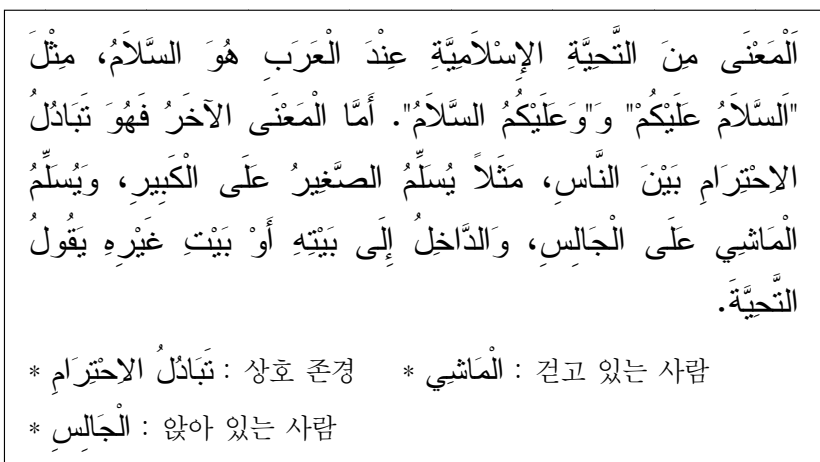 اَلْمَعْنَى مِنَ التَّحِيَّةِ الإِسْلاَمِيَّةِ عِنْدَ الْعَرَبِ هُوَ السَّلاَمُ، مِثْلَ
"اَلسَّلاَمُ عَلَيْكُمْ" وَ"وَعَلَيْكُمُ السَّلاَمُ". أَمَّا الْمَعْنَى الآخَرُ فَهُوَ تَبَادُلُ
الاِحْتِرَامِ بَيْنَ النَّاسِ، مَثَلاً يُسَلِّمُ الصَّغِيرُ عَلَى الْكَبِيرِ، وَيُسَلِّمُ
الْمَاشِي عَلَى الْجَالِسِ، وَالدَّاخِلُ إِلَى بَيْتِهِ أَوْ بَيْتِ غَيْرِهِ يَقُولُ
التَّحِيَّةَ.
* تَبَادُلُ الاِحْتِرَامِ : 상호 존경 * الْمَاشِي : 걷고 있는 사람
* الْجَالِسِ : 앉아 있는 사람